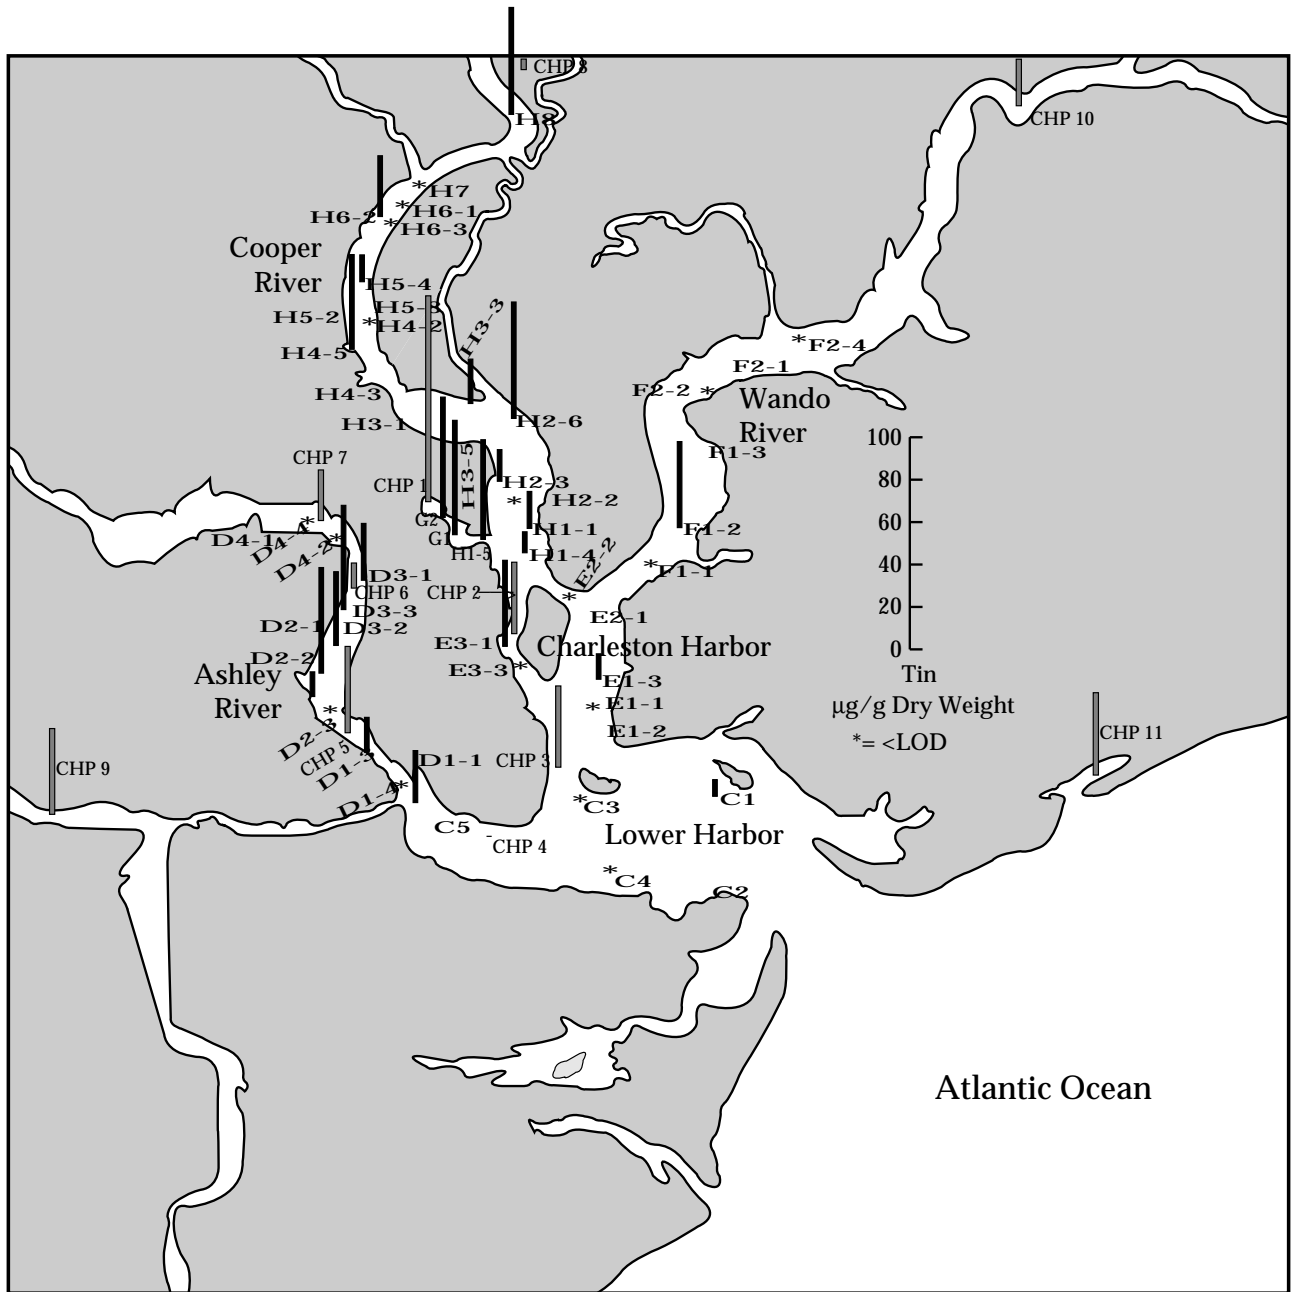 CHP 8
H8
CHP 10
*H7
*H6-1
H6-2
*H6-3
Cooper
River
H5-4
H5-3
H5-2
*H4-2
H3-3
H4-5
*F2-4
F2-1
H4-3
F2-2 *
Wando
River
H3-1
H2-6
100
F1-3
CHP 7
80
H3-5
CHP 1
H2-3
* H2-2
60
G2
F1-2
H1-1
D4-1
D4-4
*
G1
D4-2
*
H1-5
H1-4
40
E2-2
*
*F1-1
D3-1
CHP 6
CHP 2
20
D3-3
E2-1
D2-1
D3-2
E3-1
Charleston Harbor
0
D2-2
E3-3 *
Tin
Ashley
River
E1-3
* E1-1
µg/g Dry Weight
*
D2-3
E1-2
*= <LOD
CHP 11
CHP 5
D1-2
D1-1
CHP 3
CHP 9
D1-4
*
*C3
C1
C5
Lower Harbor
CHP 4
*C4
C2
Atlantic Ocean